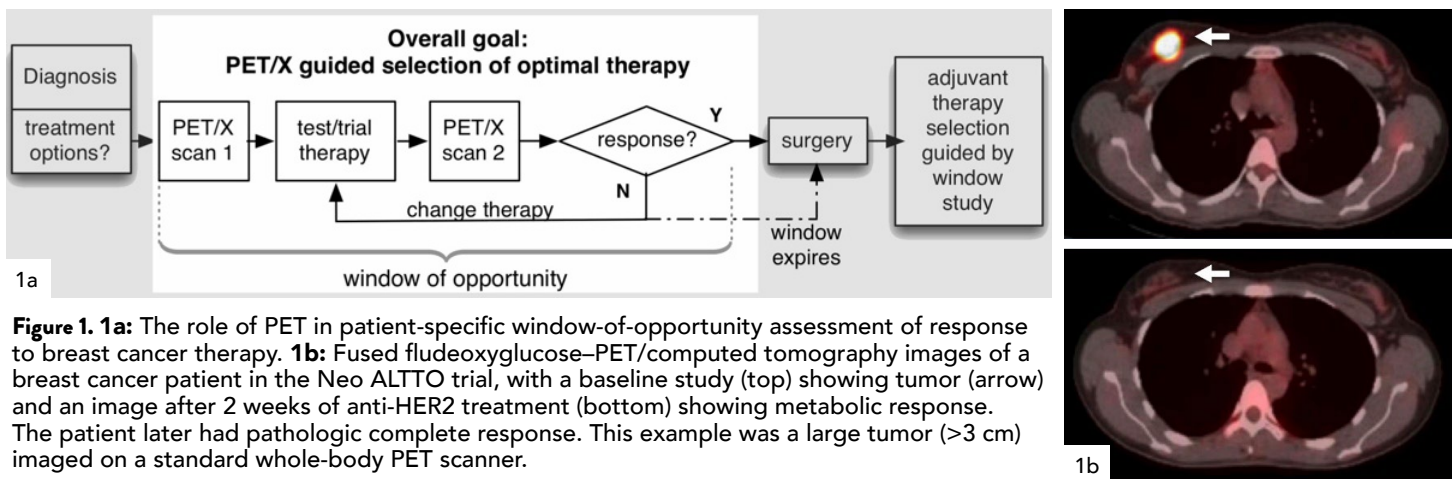 Overall goal:
PET/X guided selection of optimal therapy
Diagnosis
treatment
options?
PET/X
scan 1
test/trial
therapy
PET/X
scan 2
response?
Y
N
change therapy
surgery
window
expires
adjuvant
therapy
selection
guided by
window
study
window of opportunity
1a
1b
Figure 1. 1a: The role of PET in patient-specific window-of-opportunity assessment of response
to breast cancer therapy. 1b: Fused fludeoxyglucose–PET/computed tomography images of a
breast cancer patient in the Neo ALTTO trial, with a baseline study (top) showing tumor (arrow)
and an image after 2 weeks of anti-HER2 treatment (bottom) showing metabolic response.
The patient later had pathologic complete response. This example was a large tumor (>3 cm)
imaged on a standard whole-body PET scanner.